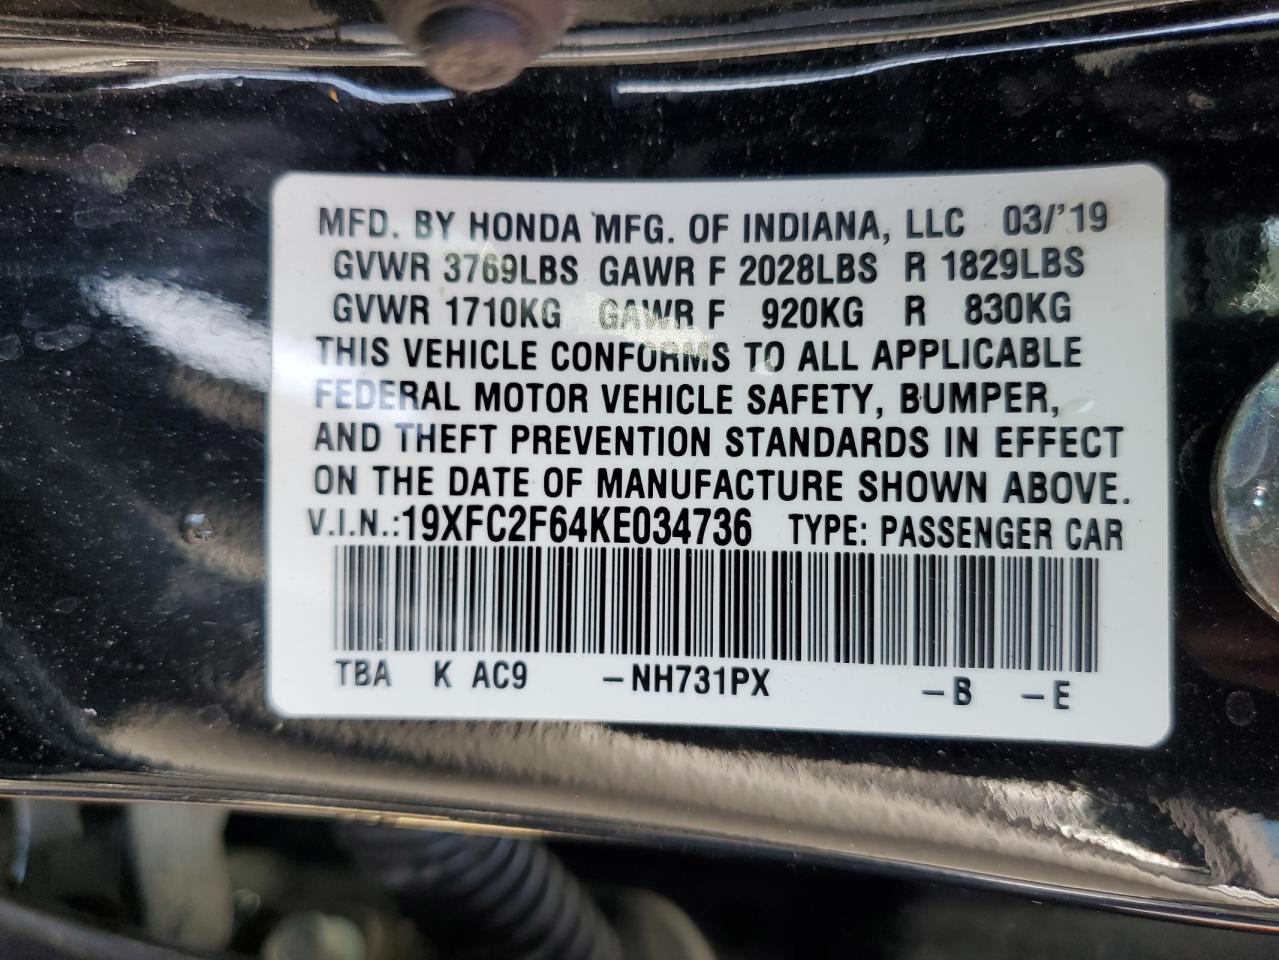 MFD. BY HONDA MFG. OF INDIANA, LLC 03/'19
GVWR 3769LBS GAWR F 2028LBS R 1829LBS
GVWR 1710KG GAWR F 920KG R 830KG
THIS VEHICLE CONFORMS TO ALL APPLICABLE
FEDERAL MOTOR VEHICLE SAFETY, BUMPER,
AND THEFT PREVENTION STANDARDS IN EFFECT
ON THE DATE OF MANUFACTURE SHOWN ABOVE.
V.I.N.:19XFC2F64KE034736 TYPE: PASSENGER CAR
TBA K AC9 -NH731PX -B -E